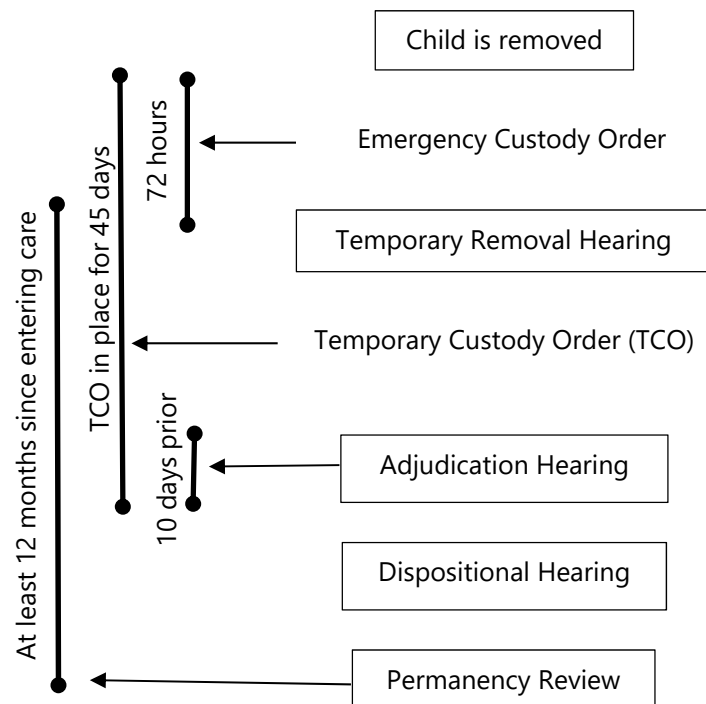 Child is removed
72 hours
Emergency Custody Order
TCO in place for 45 days
At least 12 months since entering care
Temporary Removal Hearing
Temporary Custody Order (TCO)
10 days prior
Adjudication Hearing
Dispositional Hearing
Permanency Review